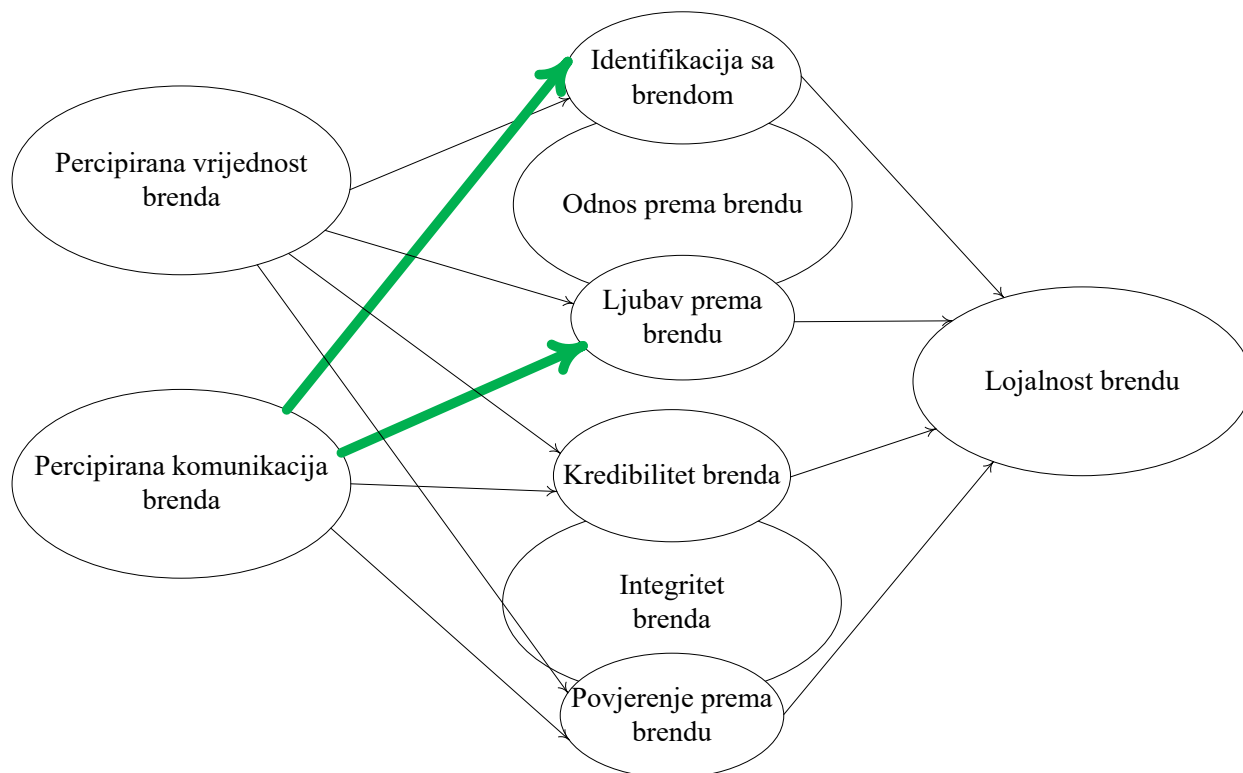 Identifikacija sa
brendom
Percipirana vrijednost
brenda
Odnos prema brendu
Ljubav prema
brendu
Lojalnost brendu
Percipirana komunikacija
brenda
Kredibilitet brenda
Integritet
brenda
Povjerenje prema
brendu